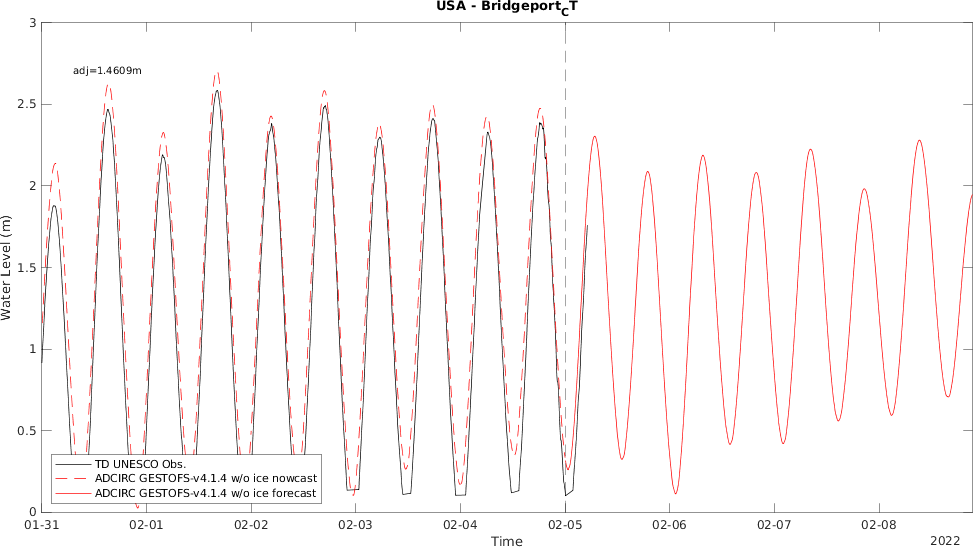 USA - Bridgeport_CT
adj=1.4609m
3
2.5
2
1.5
1
0.5
0
Water Level (m)
TD UNESCO Obs.
ADCIRC GESTOFS-v4.1.4 w/o ice nowcast
ADCIRC GESTOFS-v4.1.4 w/o ice forecast
01-31 02-01 02-02 02-03 02-04 02-05 02-06 02-07 02-08
Time
2022